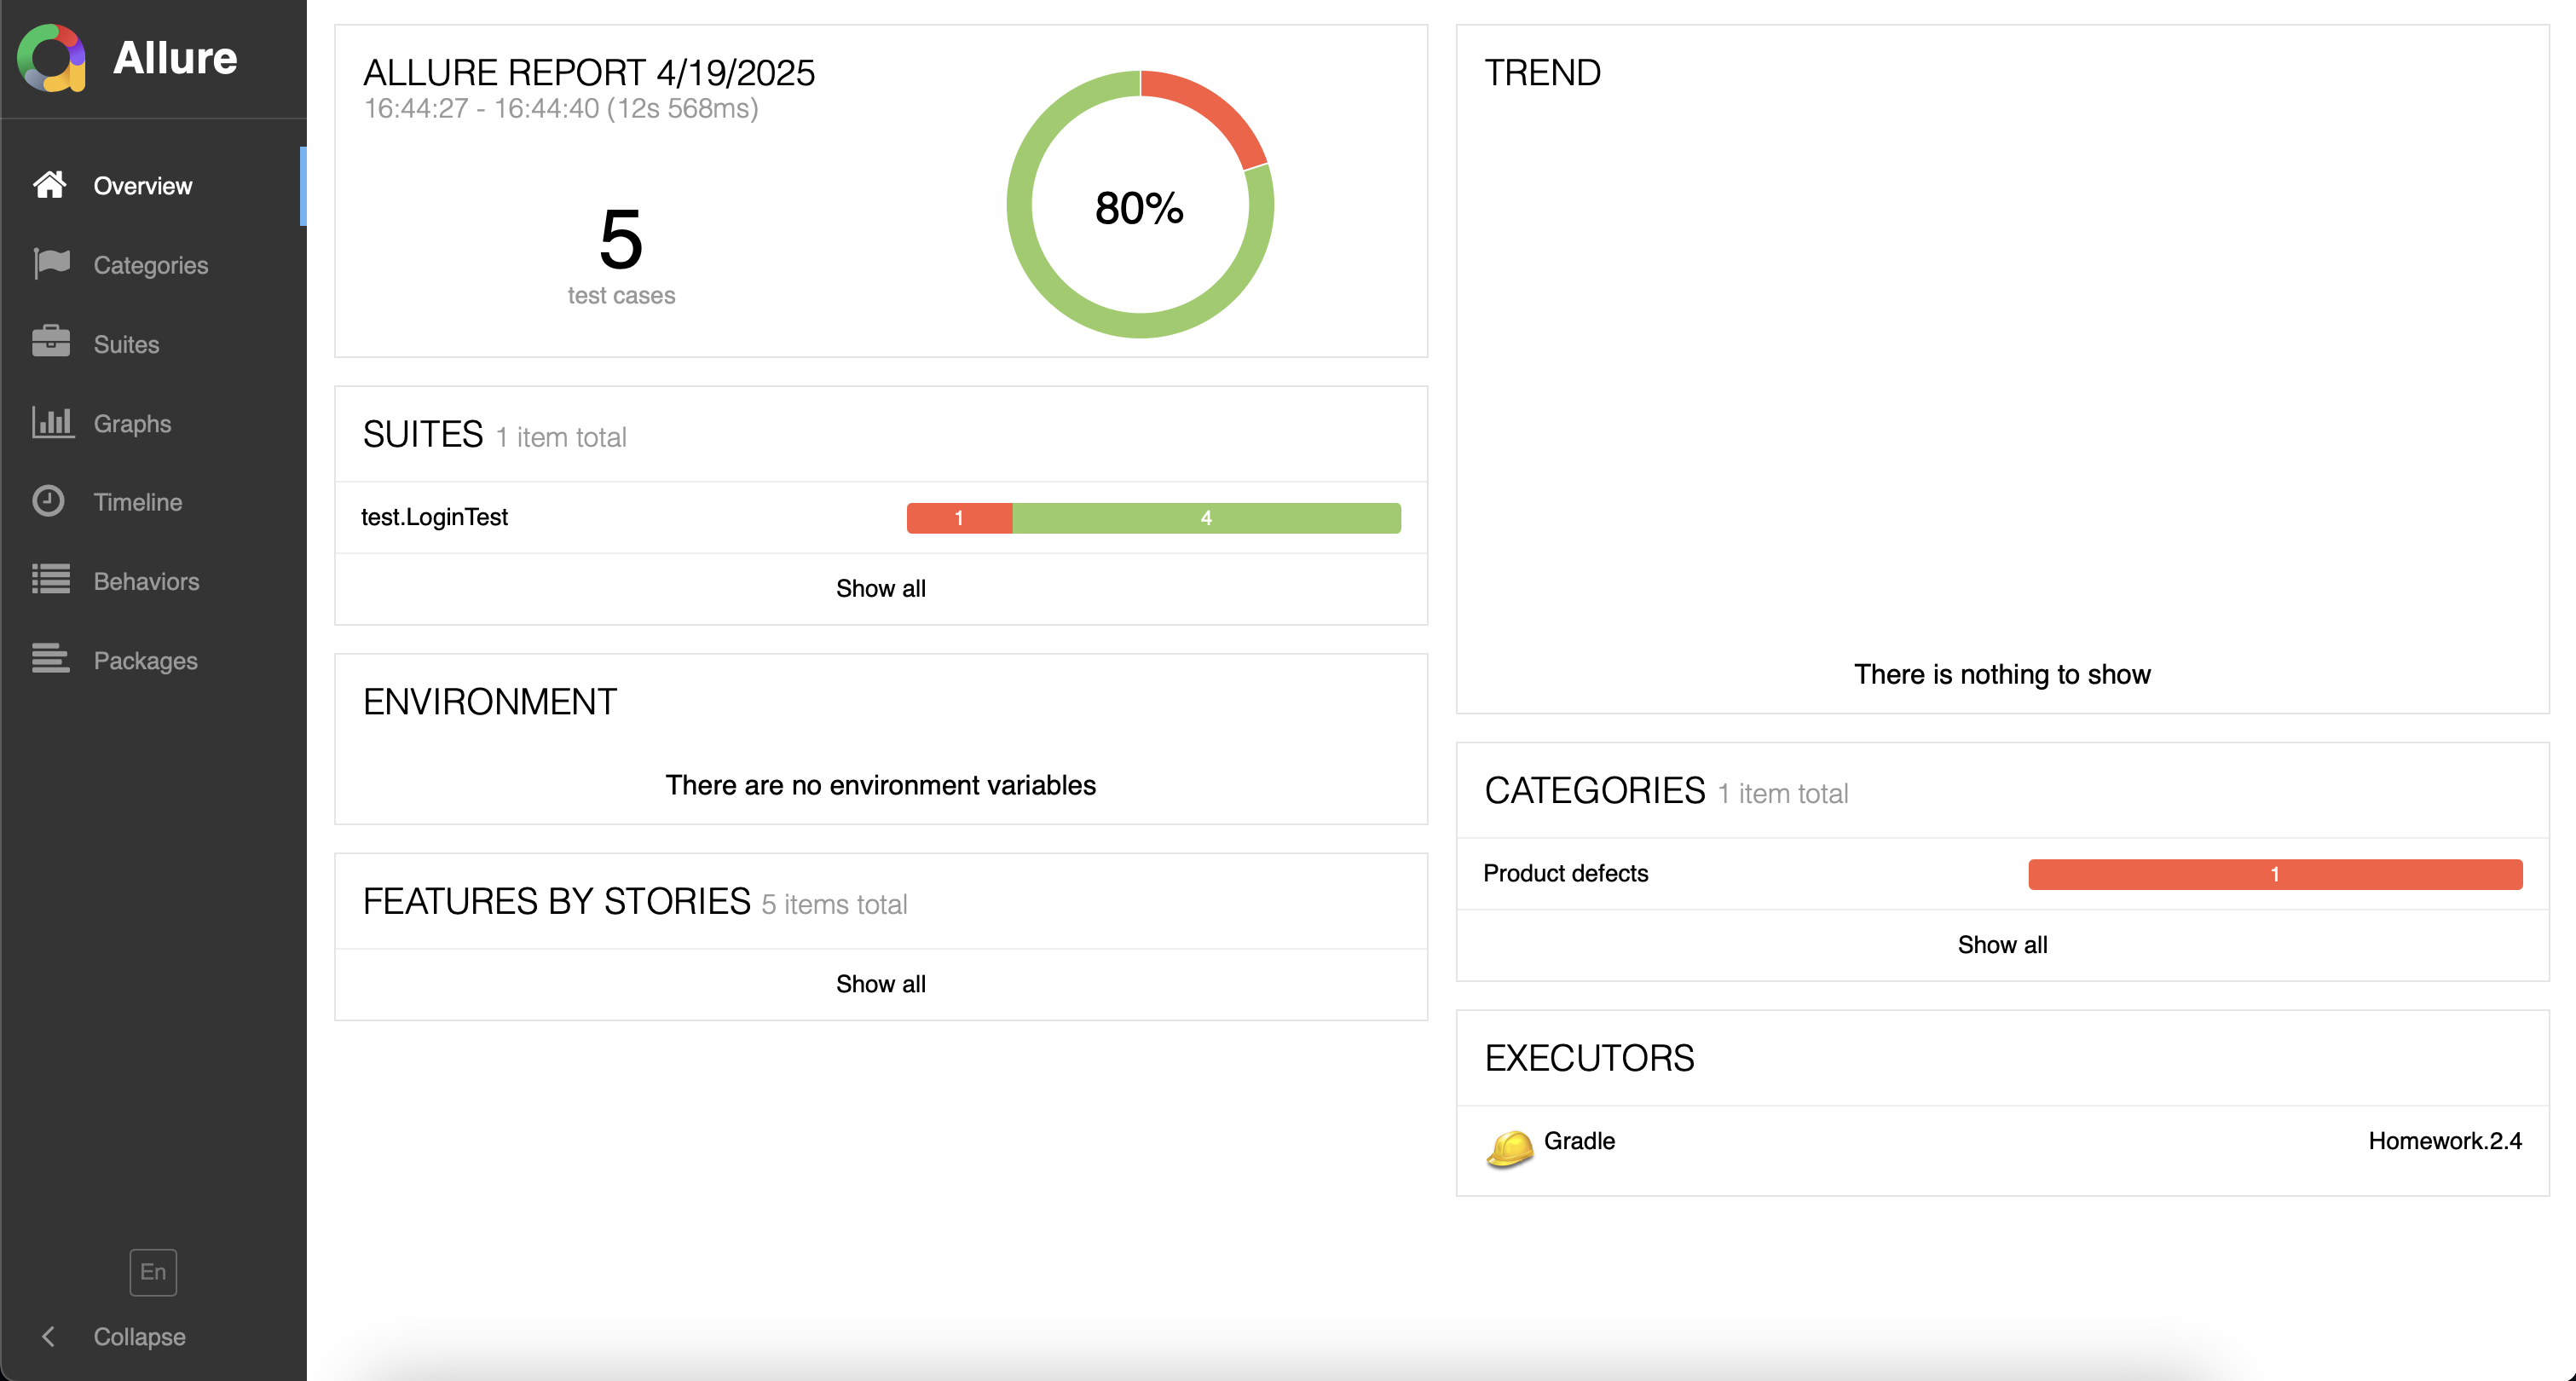 Allure
Overview
Categories
Suites
Graphs
Timeline
Behaviors
Packages
En
Collapse
ALLURE REPORT 4/19/2025
16:44:27 - 16:44:40 (12s 568ms)
5
test cases
80%
SUITES 1 item total
test.LoginTest 1 4
Show all
ENVIRONMENT
There are no environment variables
FEATURES BY STORIES 5 items total
Show all
TREND
There is nothing to show
CATEGORIES 1 item total
Product defects 1
Show all
EXECUTORS
Gradle Homework.2.4